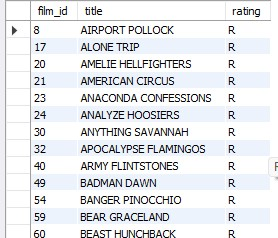 film_id title rating
8 AIRPORT POLLOCK R
17 ALONE TRIP R
20 AMELIE HELLFIGHTERS R
21 AMERICAN CIRCUS R
23 ANACONDA CONFESSIONS R
24 ANALYZE HOOSIERS R
30 ANYTHING SAVANNAH R
32 APOCALYPSE FLAMINGOS R
40 ARMY FLINTSTONES R
49 BADMAN DAWN R
54 BANGER PINOCCHIO R
59 BEAR GRACELAND R
60 BEAST HUNCHBACK R